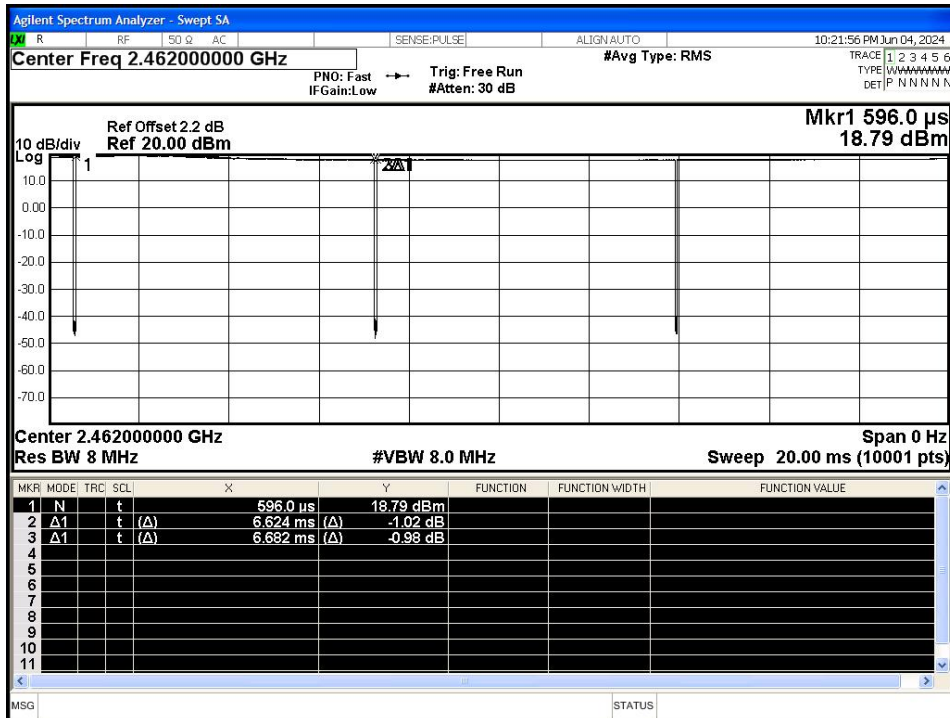 Agilent Spectrum Analyzer - Swept SA
LXI R RF 50 Ω AC SENSE:PULSE ALIGN AUTO 10:21:56 PM Jun 04, 2024
Center Freq 2.462000000 GHz
PNO: Fast
IFGain:Low
Trig: Free Run
#Atten: 30 dB
#Avg Type: RMS
TRACE 1 2 3 4 5 6
TYPE WWWWWW
DET P N N N N N
Mkr1 596.0 µs
18.79 dBm
Ref Offset 2.2 dB
10 dB/div Ref 20.00 dBm
Log
1
10.0
0.00
-10.0
-20.0
-30.0
-40.0
-50.0
-60.0
-70.0
Center 2.462000000 GHz Span 0 Hz
Res BW 8 MHz #VBW 8.0 MHz Sweep 20.00 ms (10001 pts)
MKR MODE TRC SCL X Y FUNCTION FUNCTION WIDTH FUNCTION VALUE
1 N t 596.0 µs 18.79 dBm
2 Δ1 t (Δ) 6.624 ms (Δ) -1.02 dB
3 Δ1 t (Δ) 6.682 ms (Δ) -0.98 dB
4
5
6
7
8
9
10
11
MSG STATUS